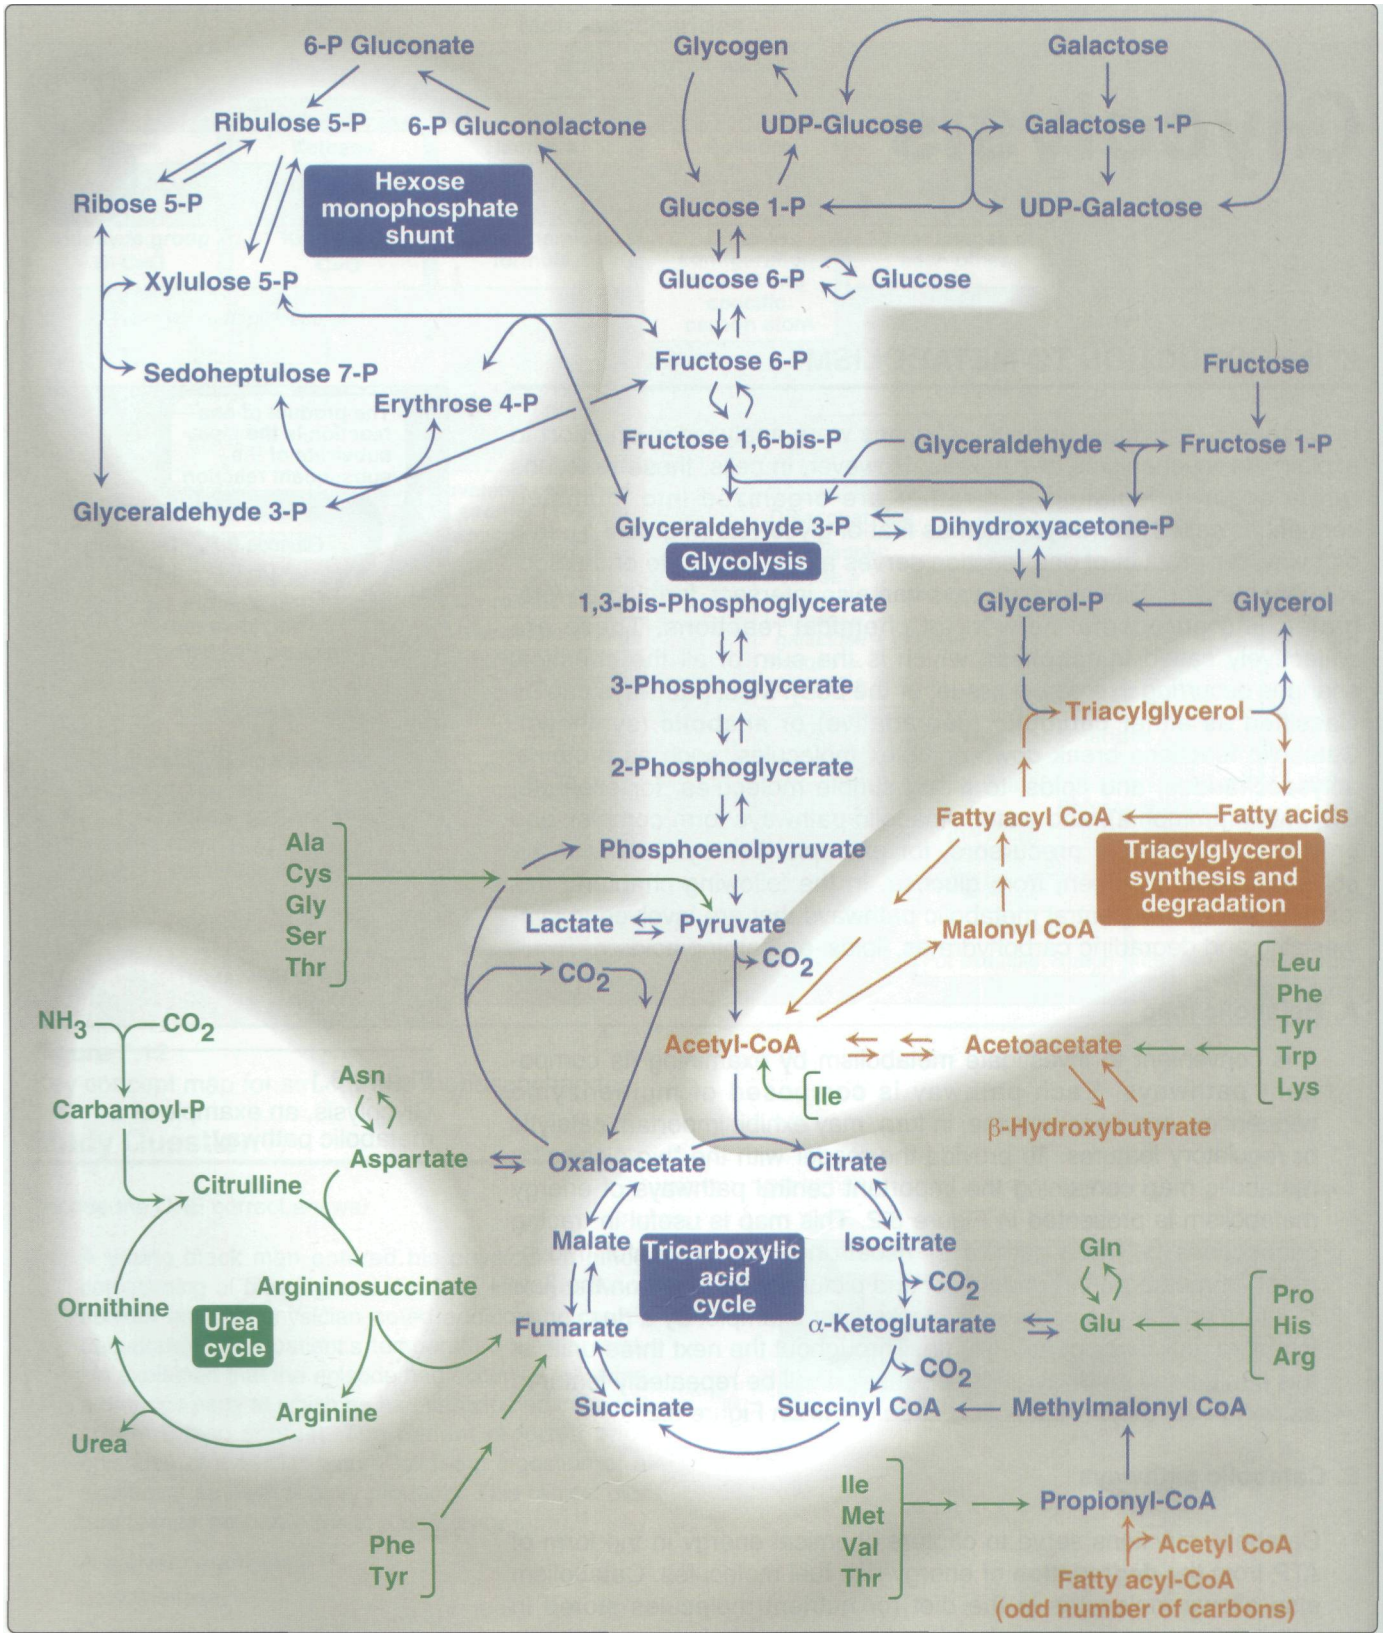 6-P Gluconate
Glycogen
Galactose
Ribulose 5-P
6-P Gluconolactone
UDP-Glucose
Galactose 1-P
Hexose
monophosphate
shunt
Ribose 5-P
Glucose 1-P
UDP-Galactose
Xylulose 5-P
Glucose 6-P
Glucose
Fructose 6-P
Fructose
Sedoheptulose 7-P
Erythrose 4-P
Fructose 1,6-bis-P
Glyceraldehyde
Fructose 1-P
Glyceraldehyde 3-P
Glyceraldehyde 3-P
Dihydroxyacetone-P
Glycolysis
1,3-bis-Phosphoglycerate
Glycerol-P
Glycerol
3-Phosphoglycerate
Triacylglycerol
2-Phosphoglycerate
Fatty acyl CoA
Fatty acids
Ala
Cys
Gly
Ser
Thr
Phosphoenolpyruvate
Triacylglycerol
synthesis and
degradation
Lactate
Pyruvate
Malonyl CoA
CO2
CO2
Leu
Phe
Tyr
Trp
Lys
NH3
CO2
Acetyl-CoA
Acetoacetate
Asn
Ile
Carbamoyl-P
β-Hydroxybutyrate
Aspartate
Oxaloacetate
Citrate
Citrulline
Malate
Tricarboxylic
acid
cycle
Isocitrate
Gln
Argininosuccinate
CO2
Ornithine
Urea
cycle
Fumarate
α-Ketoglutarate
Glu
Pro
His
Arg
CO2
Arginine
Succinate
Succinyl CoA
Methylmalonyl CoA
Urea
Ile
Met
Val
Thr
Propionyl-CoA
Phe
Tyr
Acetyl CoA
Fatty acyl-CoA
(odd number of carbons)